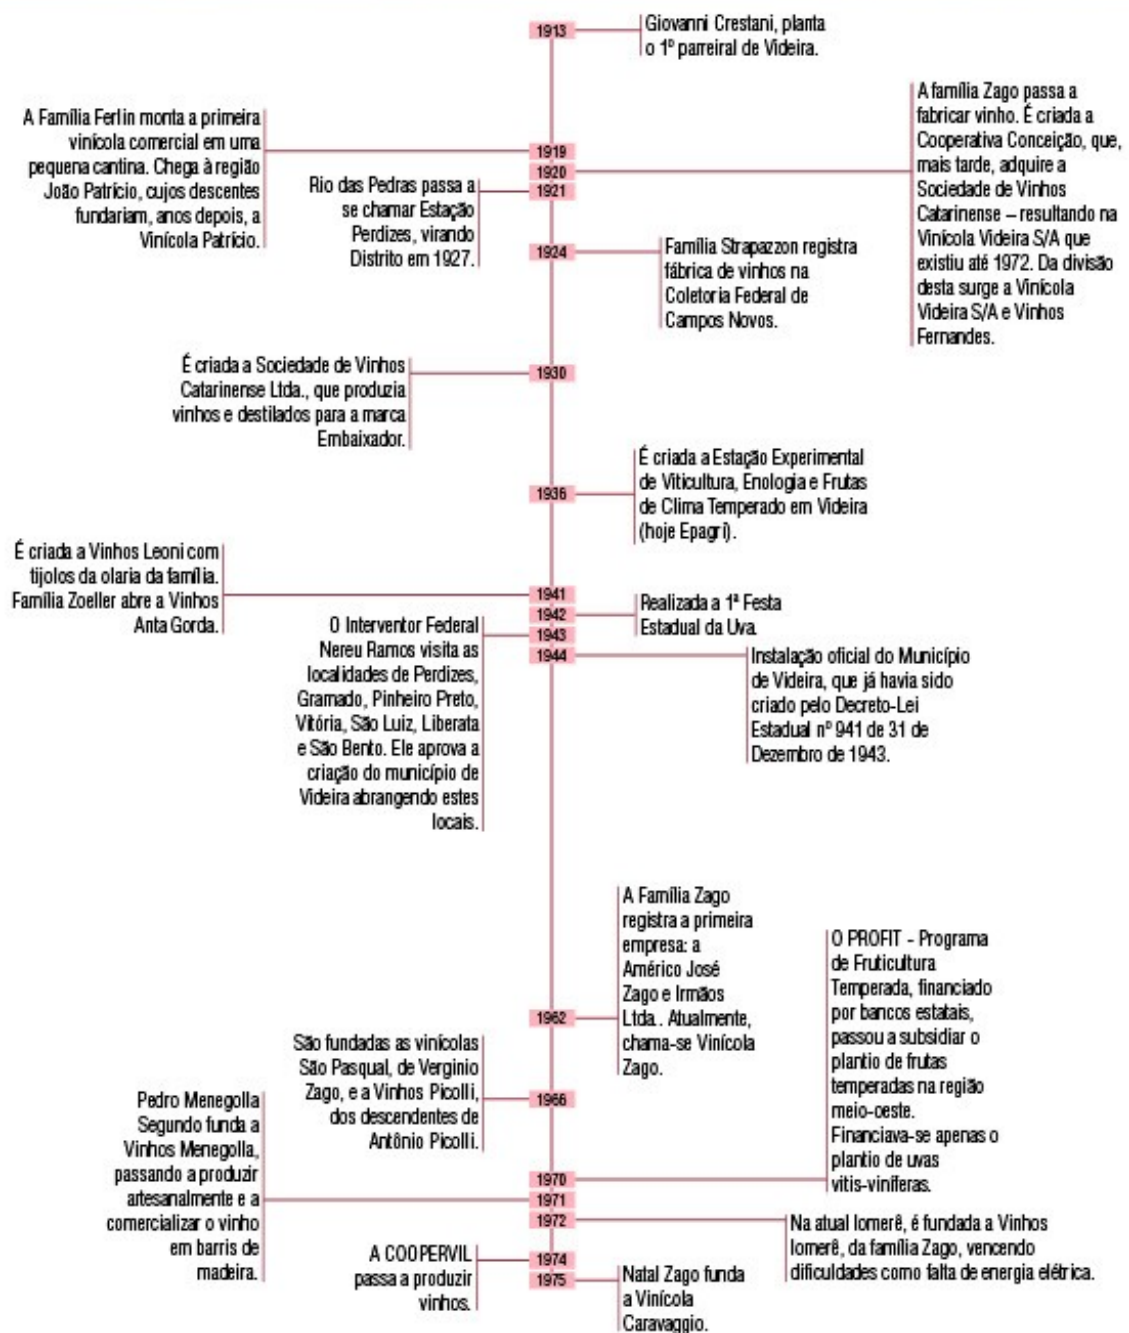 1913
Giovanni Crestani, planta
o 1º parreiral de Videira.
A Família Ferlin monta a primeira
vinícola comercial em uma
pequena cantina. Chega à região
João Patrício, cujos descentes
fundariam, anos depois, a
Vinícola Patrício.
1919
1920
A família Zago passa a
fabricar vinho. É criada a
Cooperativa Conceição, que,
mais tarde, adquire a
Sociedade de Vinhos
Catarinense – resultando na
Vinícola Videira S/A que
existiu até 1972. Da divisão
desta surge a Vinícola
Videira S/A e Vinhos
Fernandes.
Rio das Pedras passa a
se chamar Estação
Perdizes, virando
Distrito em 1927.
1921
1924
Família Strapazzon registra
fábrica de vinhos na
Coletoria Federal de
Campos Novos.
É criada a Sociedade de Vinhos
Catarinense Ltda., que produzia
vinhos e destilados para a marca
Embaixador.
1930
1936
É criada a Estação Experimental
de Viticultura, Enologia e Frutas
de Clima Temperado em Videira
(hoje Epagri).
É criada a Vinhos Leoni com
tijolos da olaria da família.
Família Zoeller abre a Vinhos
Anta Gorda.
1941
1942
Realizada a 1ª Festa
Estadual da Uva.
O Interventor Federal
Nereu Ramos visita as
localidades de Perdizes,
Gramado, Pinheiro Preto,
Vitória, São Luiz, Liberata
e São Bento. Ele aprova a
criação do município de
Videira abrangendo estes
locais.
1943
1944
Instalação oficial do Município
de Videira, que já havia sido
criado pelo Decreto-Lei
Estadual nº 941 de 31 de
Dezembro de 1943.
1962
A Família Zago
registra a primeira
empresa: a
Américo José
Zago e Irmãos
Ltda.. Atualmente,
chama-se Vinícola
Zago.
São fundadas as vinícolas
São Pasqual, de Verginio
Zago, e a Vinhos Picolli,
dos descendentes de
Antônio Picolli.
1966
1970
O PROFIT - Programa
de Fruticultura
Temperada, financiado
por bancos estatais,
passou a subsidiar o
plantio de frutas
temperadas na região
meio-oeste.
Financiava-se apenas o
plantio de uvas
vitis-viníferas.
Pedro Menegolla
Segundo funda a
Vinhos Menegolla,
passando a produzir
artesanalmente e a
comercializar o vinho
em barris de
madeira.
1971
1972
Na atual Iomerê, é fundada a Vinhos
Iomerê, da família Zago, vencendo
dificuldades como falta de energia elétrica.
A COOPERVIL
passa a produzir
vinhos.
1974
1975
Natal Zago funda
a Vinícola
Caravaggio.